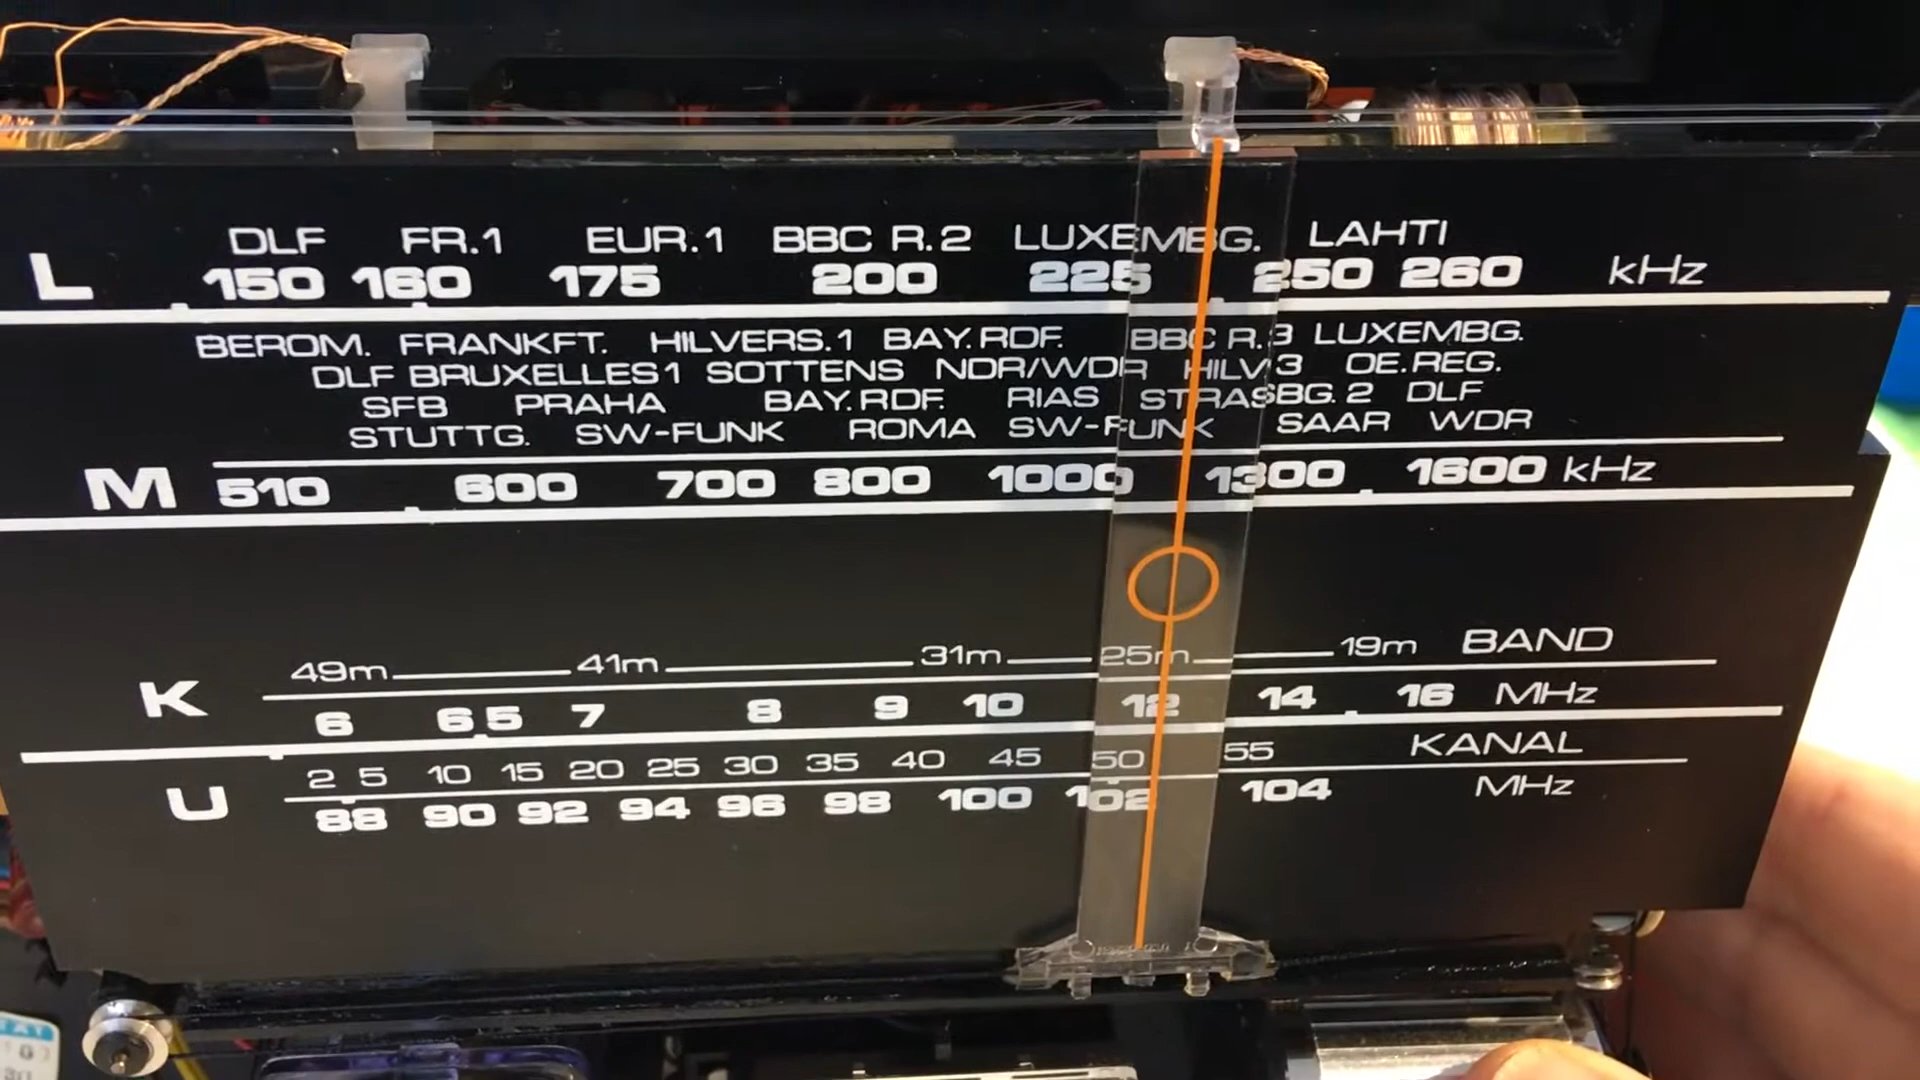 DLF FR.1 EUR.1 BBC R.2 LUXEMBG. LAHTI
L 150 160 175 200 225 250 260 kHz
BEROM. FRANKFT. HILVERS.1 BAY.RDF. BBC R.3 LUXEMBG.
DLF BRUXELLES1 SOTTENS NDR/WDR HILV 3 OE.REG.
SFB PRAHA BAY.RDF. RIAS STRASBG.2 DLF
STUTTG. SW-FUNK ROMA SW-FUNK SAAR WDR
M 510 600 700 800 1000 1300 1600 kHz
49m 41m 31m 25m 19m BAND
K 6 6.5 7 8 9 10 12 14 16 MHz
2 5 10 15 20 25 30 35 40 45 50 55 KANAL
U 88 90 92 94 96 98 100 102 104 MHz